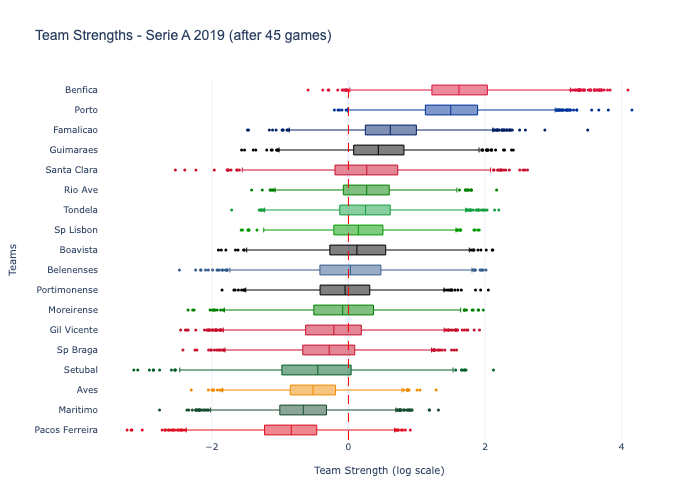 Team Strengths - Serie A 2019 (after 45 games)
Benfica
Porto
Famalicao
Guimaraes
Santa Clara
Rio Ave
Tondela
Sp Lisbon
Boavista
Belenenses
Portimonense
Moreirense
Gil Vicente
Sp Braga
Setubal
Aves
Maritimo
Pacos Ferreira
Teams
−2
0
2
4
Team Strength (log scale)